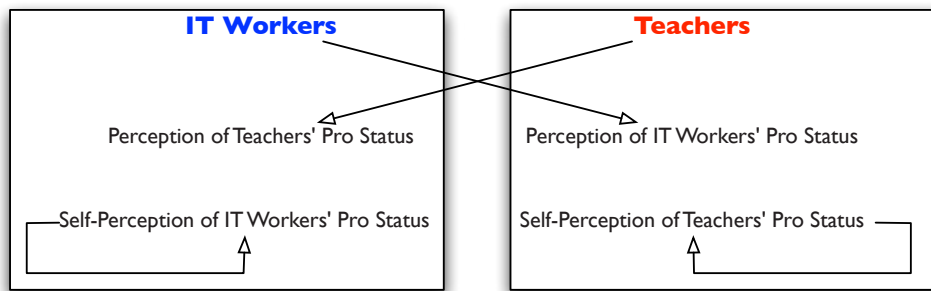 IT Workers
Perception of Teachers' Pro Status
Self-Perception of IT Workers' Pro Status
Teachers
Perception of IT Workers' Pro Status
Self-Perception of Teachers' Pro Status